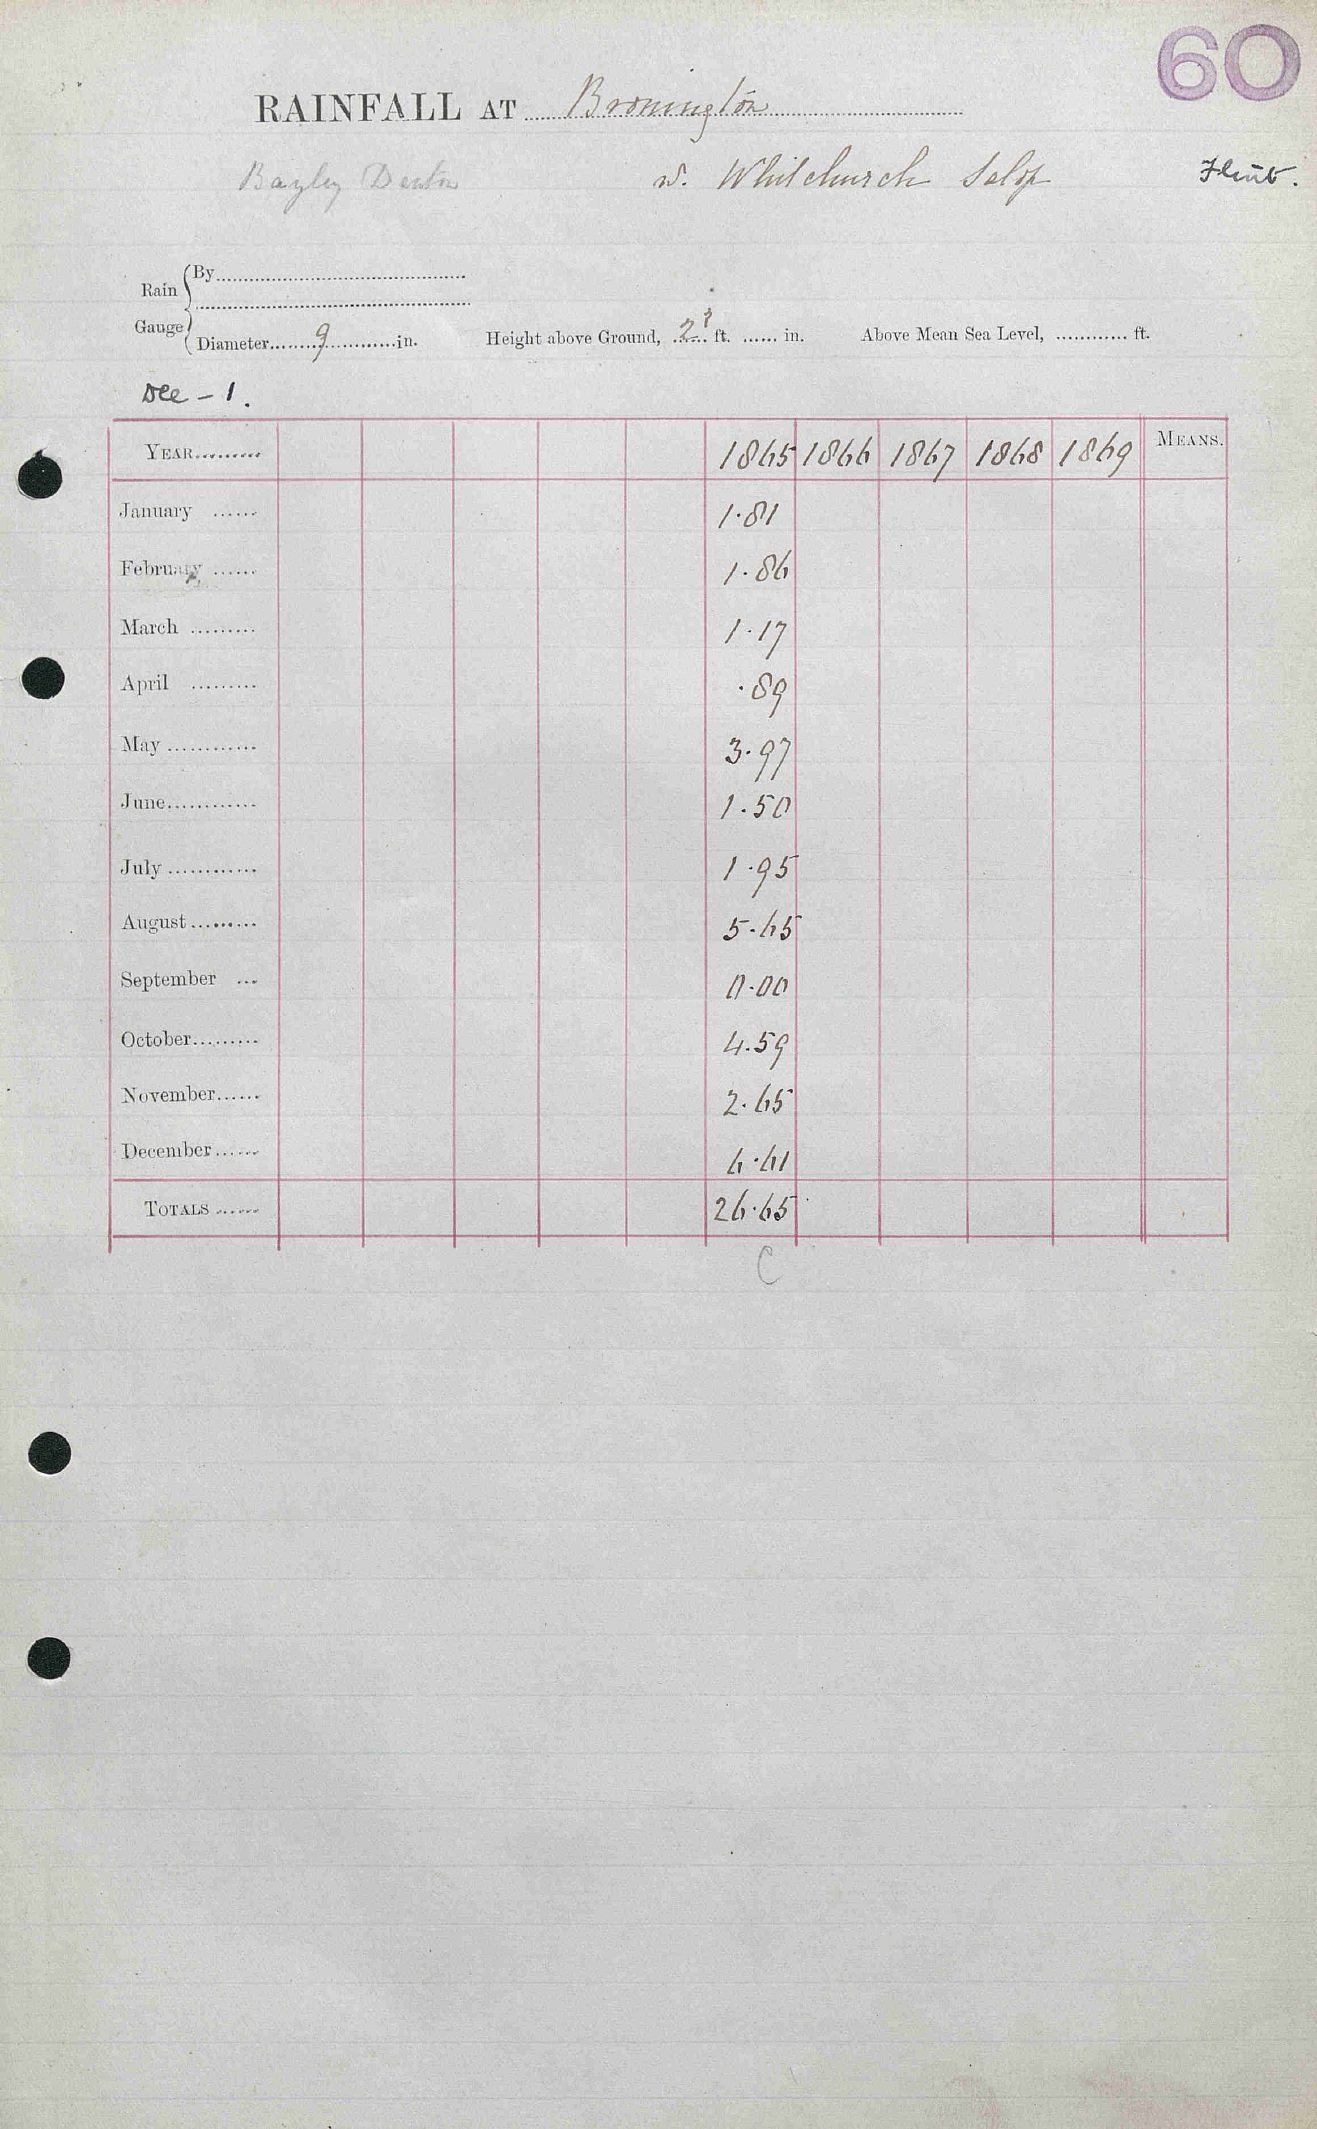 60
RAINFALL AT Bronington
Bayley Denton n. Whitchurch Salop Flint.
Rain Gauge
By
Diameter 9 in. Height above Ground, 2? ft. in. Above Mean Sea Level, ft.
Dec – 1.
YEAR 1865 1866 1867 1868 1869 MEANS.
January 1.81
February 1.86
March 1.17
April .89
May 3.97
June 1.50
July 1.95
August 5.65
September 0.00
October 4.59
November 2.65
December 6.61
TOTALS 26.65
C